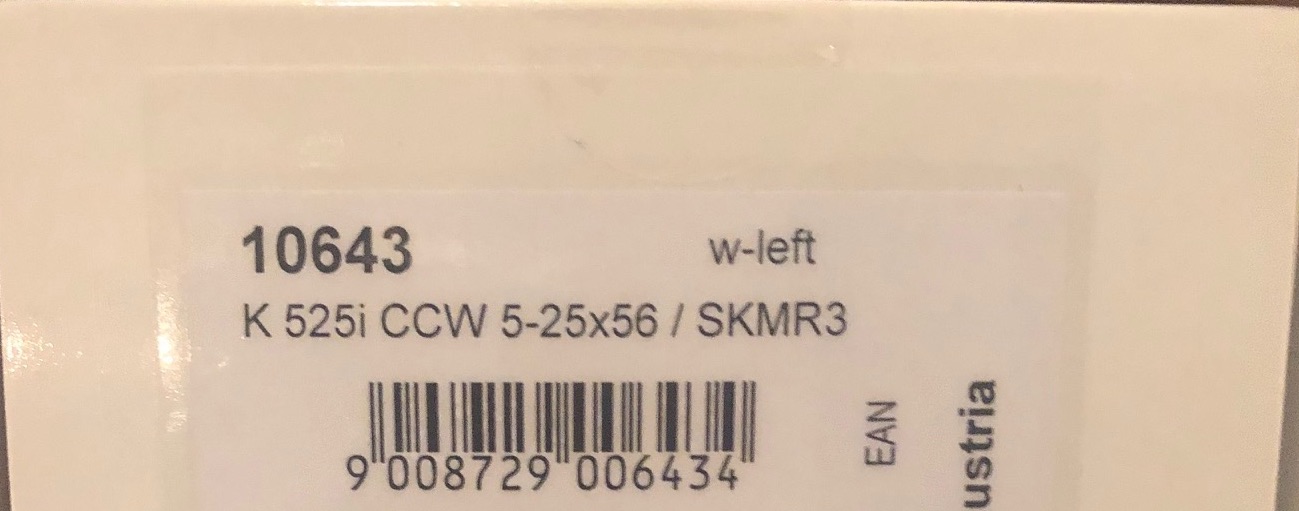 10643 w-left
K 525i CCW 5-25x56 / SKMR3
9 008729 006434
EAN
ustria